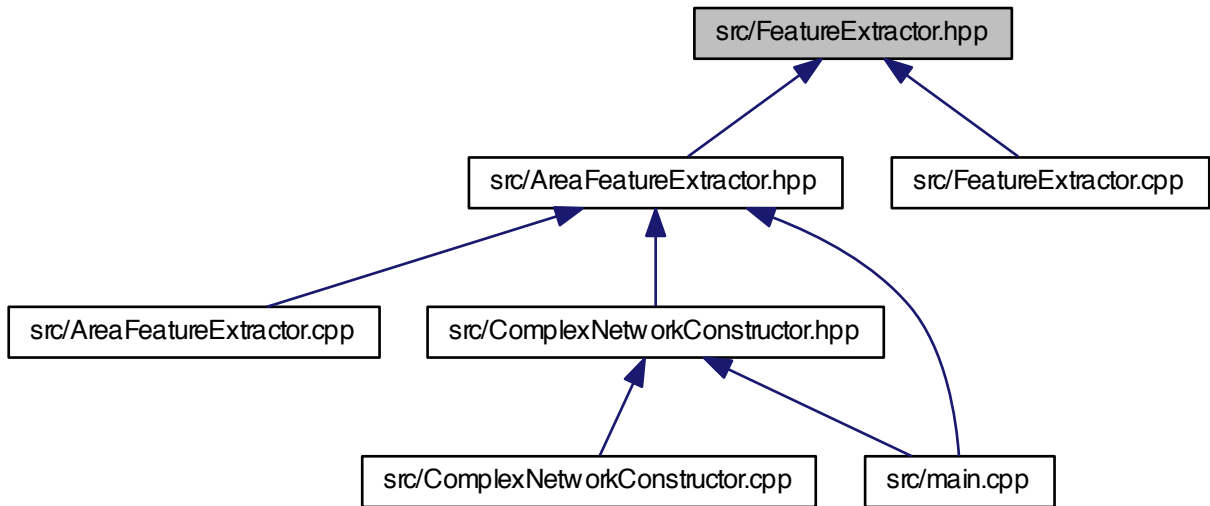 src/FeatureExtractor.hpp
src/AreaFeatureExtractor.hpp
src/FeatureExtractor.cpp
src/AreaFeatureExtractor.cpp
src/ComplexNetworkConstructor.hpp
src/ComplexNetworkConstructor.cpp
src/main.cpp